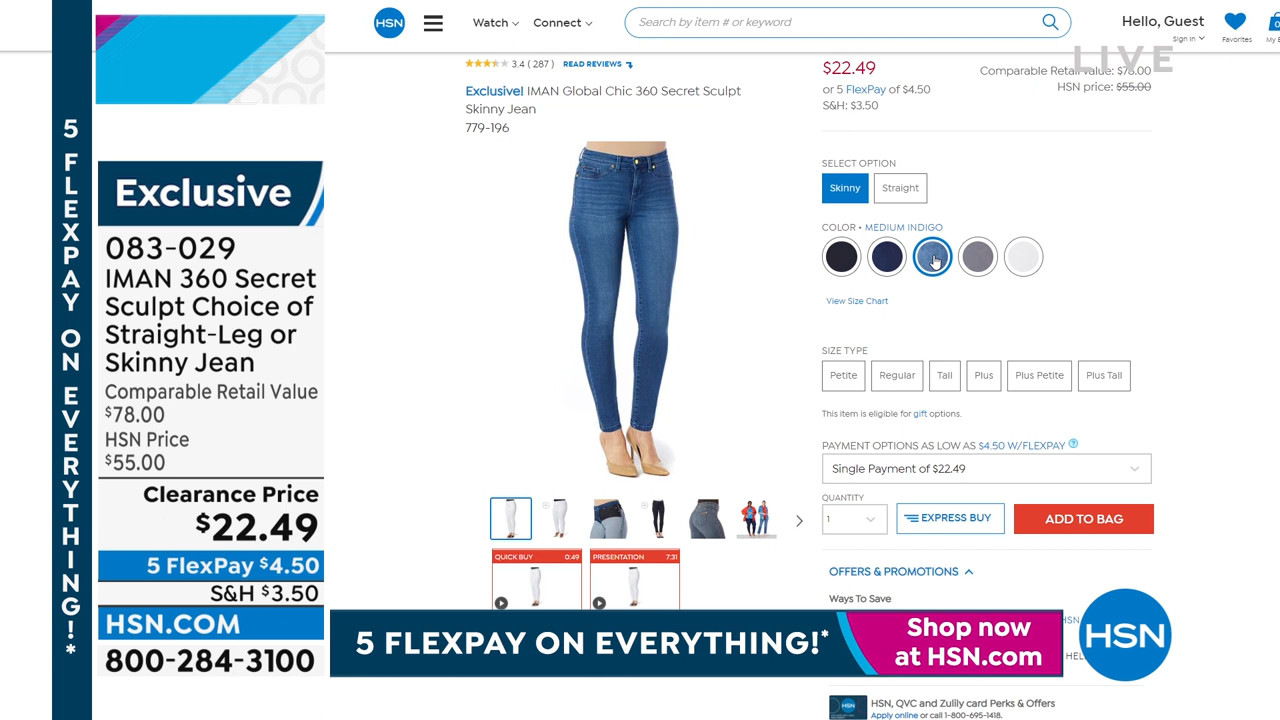 5 FLEXPAY ON EVERYTHING!*
Exclusive
083-029
IMAN 360 Secret
Sculpt Choice of
Straight-Leg or
Skinny Jean
Comparable Retail Value
$78.00
HSN Price
$55.00
Clearance Price
$22.49
5 FlexPay $4.50
S&H $3.50
HSN.COM
800-284-3100
HSN
Watch
Connect
Search by item # or keyword
Hello, Guest
Sign In
Favorites
My
0
LIVE
3.4 ( 287 )
READ REVIEWS
Exclusive! IMAN Global Chic 360 Secret Sculpt
Skinny Jean
779-196
$22.49
or 5 FlexPay of $4.50
S&H: $3.50
Comparable Retail Value: $78.00
HSN price: $55.00
SELECT OPTION
Skinny
Straight
COLOR • MEDIUM INDIGO
View Size Chart
SIZE TYPE
Petite
Regular
Tall
Plus
Plus Petite
Plus Tall
This item is eligible for gift options.
PAYMENT OPTIONS AS LOW AS $4.50 W/FLEXPAY ?
Single Payment of $22.49
QUANTITY
1
EXPRESS BUY
ADD TO BAG
QUICK BUY 0:49
PRESENTATION 7:31
OFFERS & PROMOTIONS
Ways To Save
HSN
HEL
5 FLEXPAY ON EVERYTHING!*
Shop now
at HSN.com
HSN
HSN
HSN, QVC and Zulily card Perks & Offers
Apply online or call 1-800-695-1418.